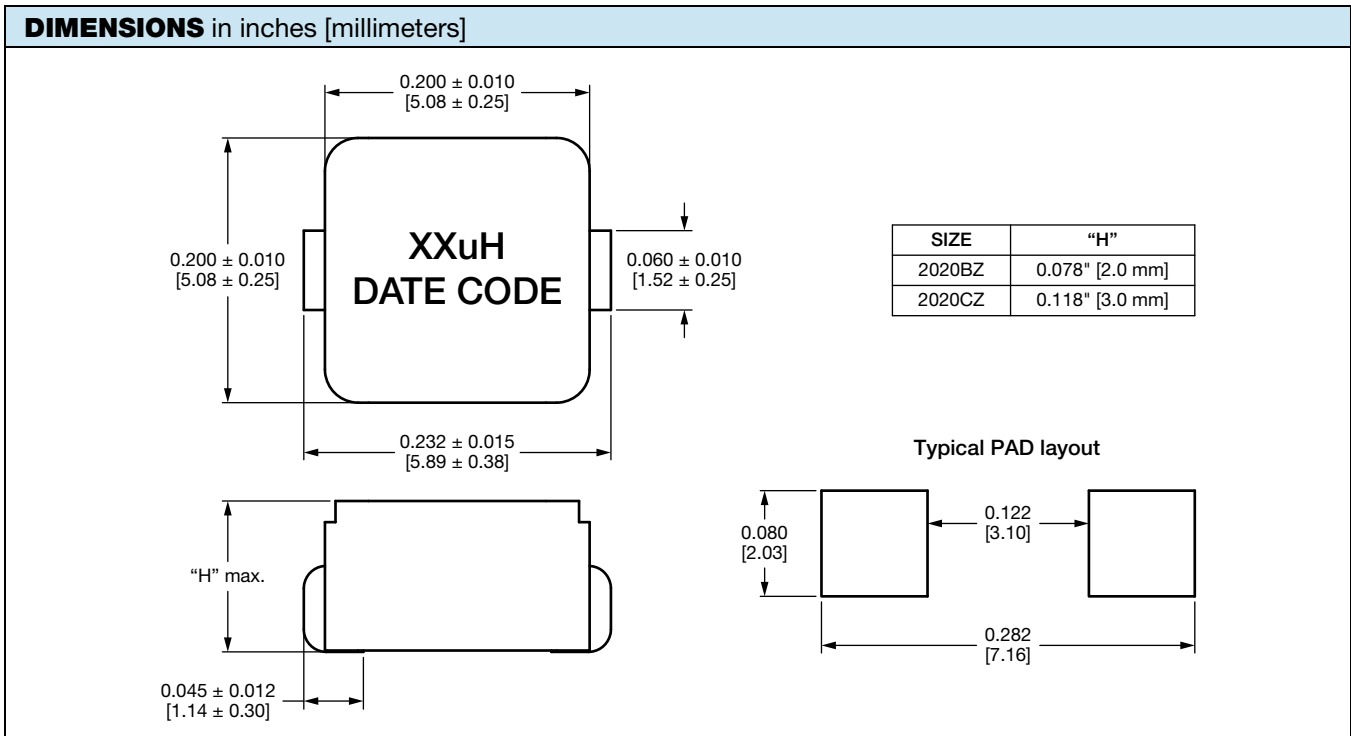 DIMENSIONS in inches [millimeters]
0.200 ± 0.010
[5.08 ± 0.25]
0.200 ± 0.010
[5.08 ± 0.25]
XXuH
DATE CODE
0.060 ± 0.010
[1.52 ± 0.25]
0.232 ± 0.015
[5.89 ± 0.38]
SIZE “H”
2020BZ 0.078" [2.0 mm]
2020CZ 0.118" [3.0 mm]
“H” max.
0.045 ± 0.012
[1.14 ± 0.30]
Typical PAD layout
0.080
[2.03]
0.122
[3.10]
0.282
[7.16]